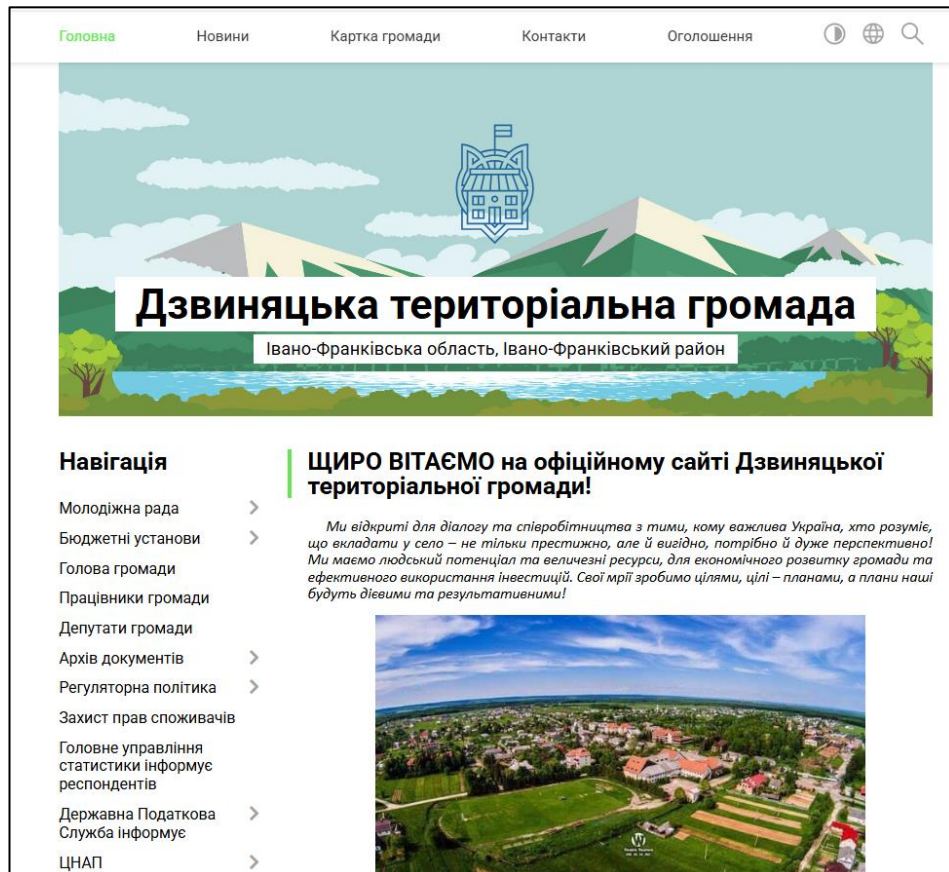 Головна Новини Картка громади Контакти Оголошення
Дзвиняцька територіальна громада
Івано-Франківська область, Івано-Франківський район
Навігація
Молодіжна рада
Бюджетні установи
Голова громади
Працівники громади
Депутати громади
Архів документів
Регуляторна політика
Захист прав споживачів
Головне управління
статистики інформує
респондентів
Державна Податкова
Служба інформує
ЦНАП
ЩИРО ВІТАЄМО на офіційному сайті Дзвиняцької
територіальної громади!
Ми відкриті для діалогу та співробітництва з тими, кому важлива Україна, хто розуміє,
що вкладати у село – не тільки престижно, але й вигідно, потрібно й дуже перспективно!
Ми маємо людський потенціал та величезні ресурси, для економічного розвитку громади та
ефективного використання інвестицій. Свої мрії зробимо цілями, цілі – планами, а плани наші
будуть дієвими та результативними!